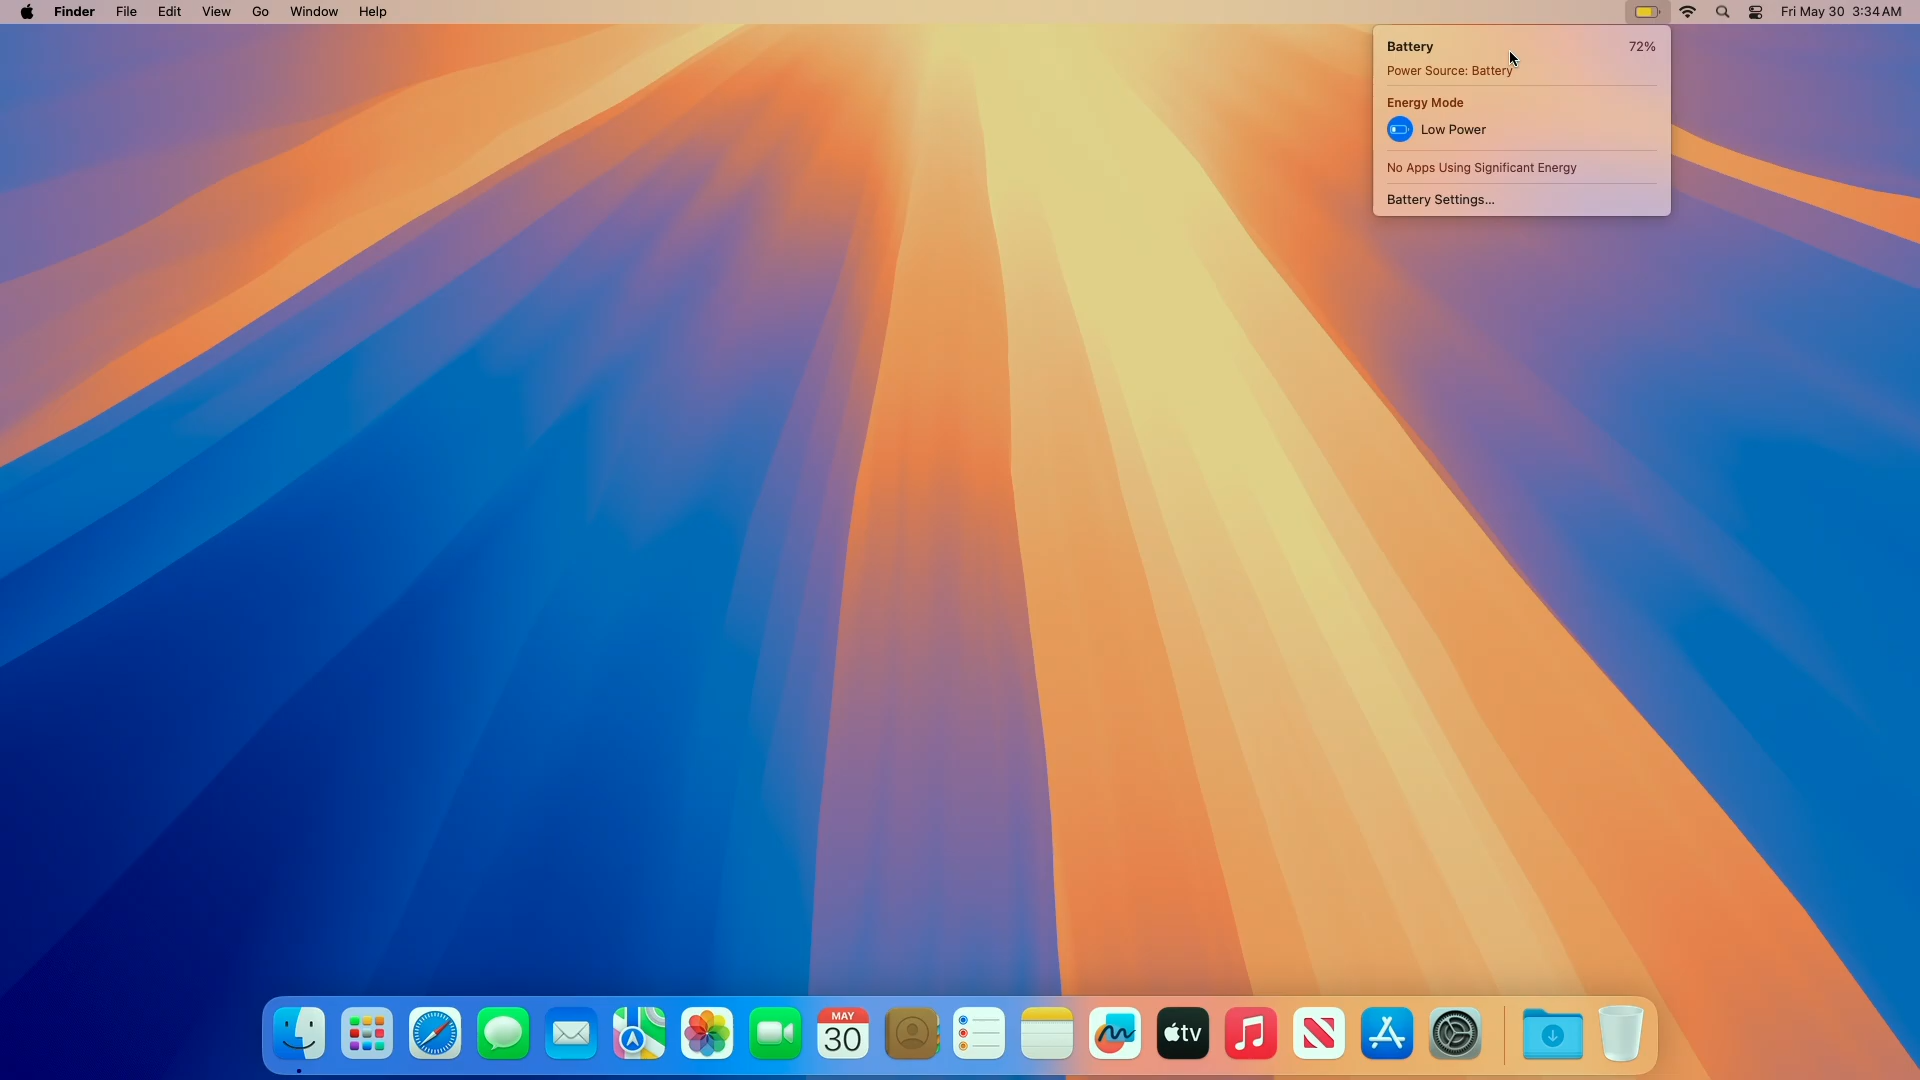 Finder File Edit View Go Window Help
Fri May 30 3:34 AM
Battery 72%
Power Source: Battery
Energy Mode
Low Power
No Apps Using Significant Energy
Battery Settings...
MAY
30
tv